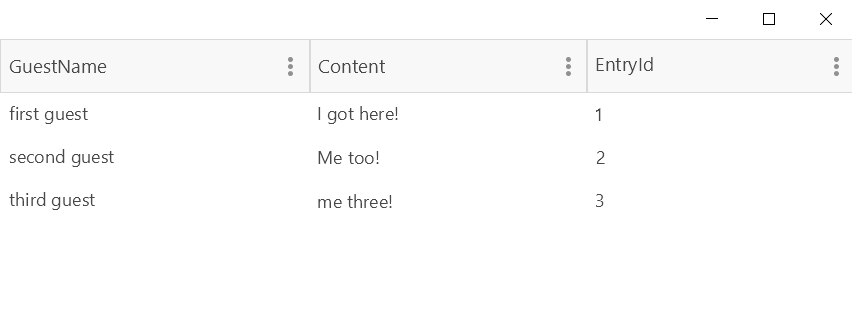 GuestName Content EntryId
first guest I got here! 1
second guest Me too! 2
third guest me three! 3